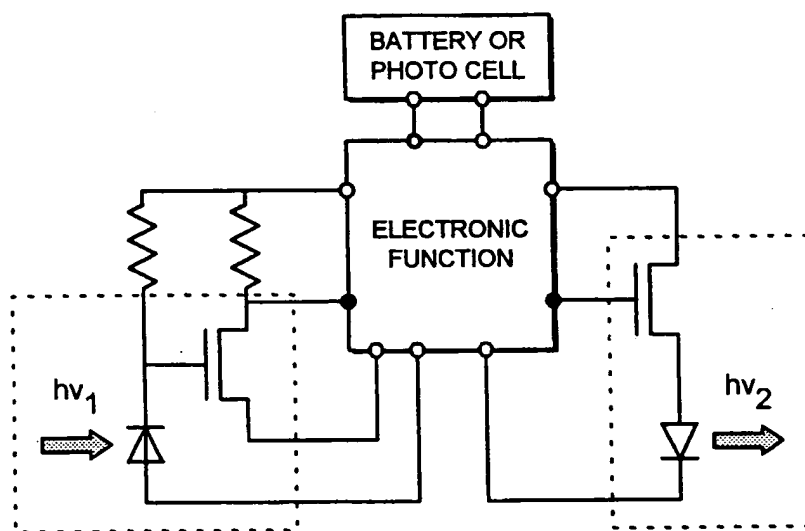 BATTERY OR
PHOTO CELL
ELECTRONIC
FUNCTION
hv1
hv2